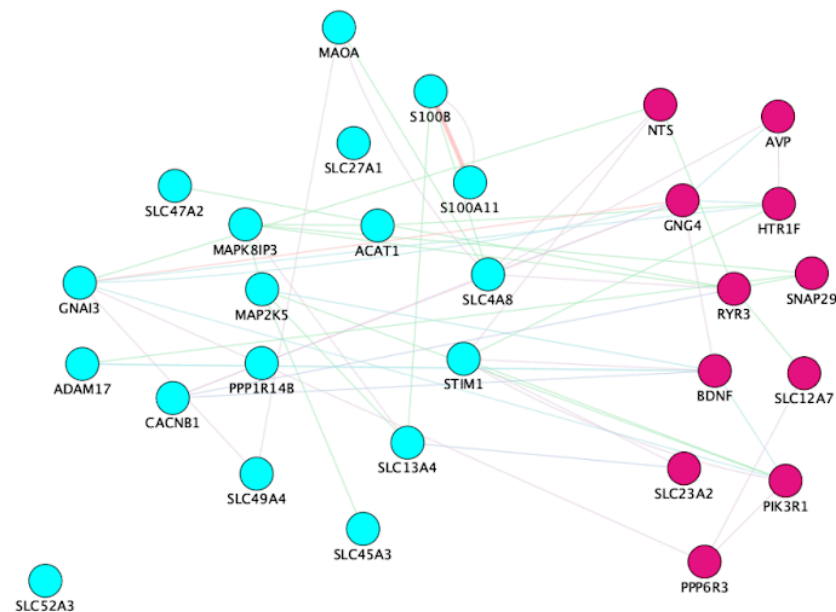 MAOA
S100B
NTS
AVP
SLC27A1
S100A11
SLC47A2
GNG4
HTR1F
MAPK8IP3
ACAT1
SLC4A8
RYR3
SNAP29
GNAI3
MAP2K5
ADAM17
PPP1R14B
STIM1
BDNF
SLC12A7
CACNB1
SLC13A4
SLC49A4
SLC23A2
PIK3R1
SLC45A3
PPP6R3
SLC52A3